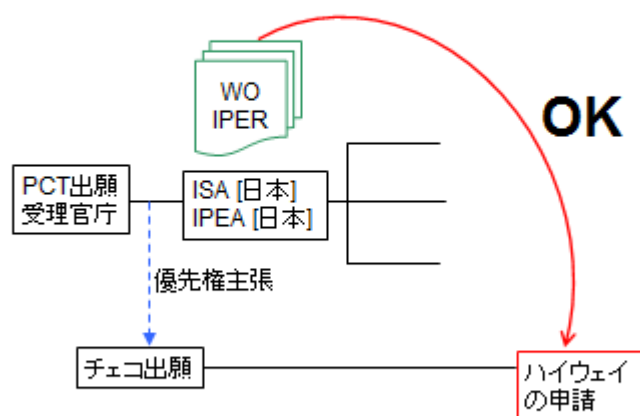 WO
IPER
OK
PCT出願
受理官庁
ISA [日本]
IPEA [日本]
優先権主張
チェコ出願
ハイウェイ
の申請